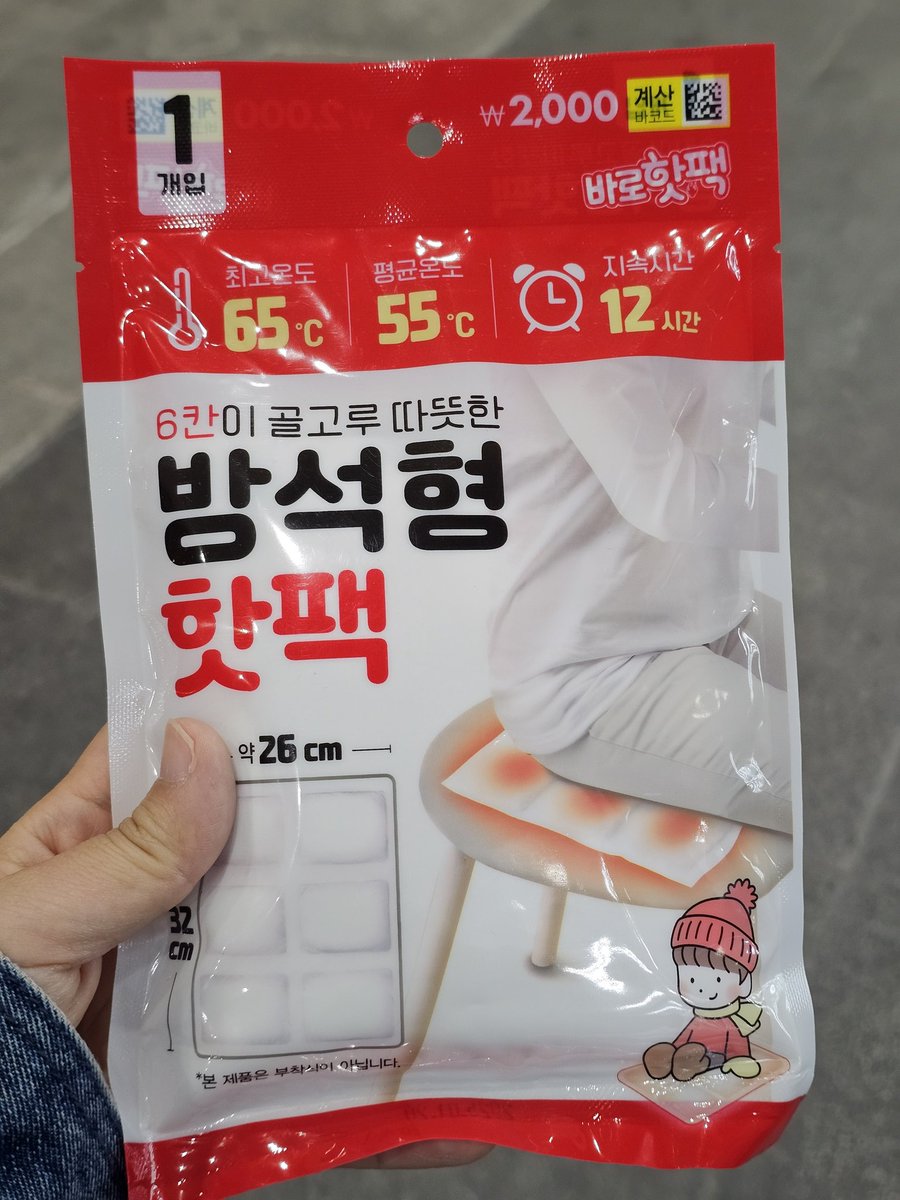 1
개입
₩2,000
계산
바코드
바로핫팩
최고온도
65℃
평균온도
55℃
지속시간
12시간
6칸이 골고루 따뜻한
방석형
핫팩
약 26 cm
32
cm
*본 제품은 부착식이 아닙니다.